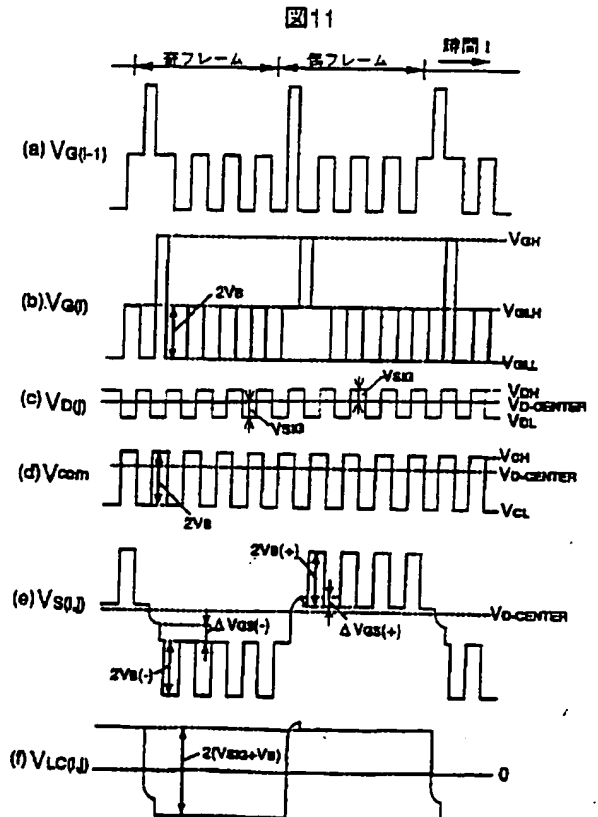 図11
時間 t
奇フレーム 偶フレーム
(a) VG(i-1)
VGH
(b) VG(i) 2VB VGLH
VGLL
VSIG
VDH
(c) VD(j) VD-CENTER
VSIG VDL
VCH
(d) Vcom VD-CENTER
2VB VCL
2VB(+)
(e) VS(i,j) VD-CENTER
ΔVGS(-) ΔVGS(+)
2VB(-)
(f) VLC(i,j) 2(VSIG+VB) 0